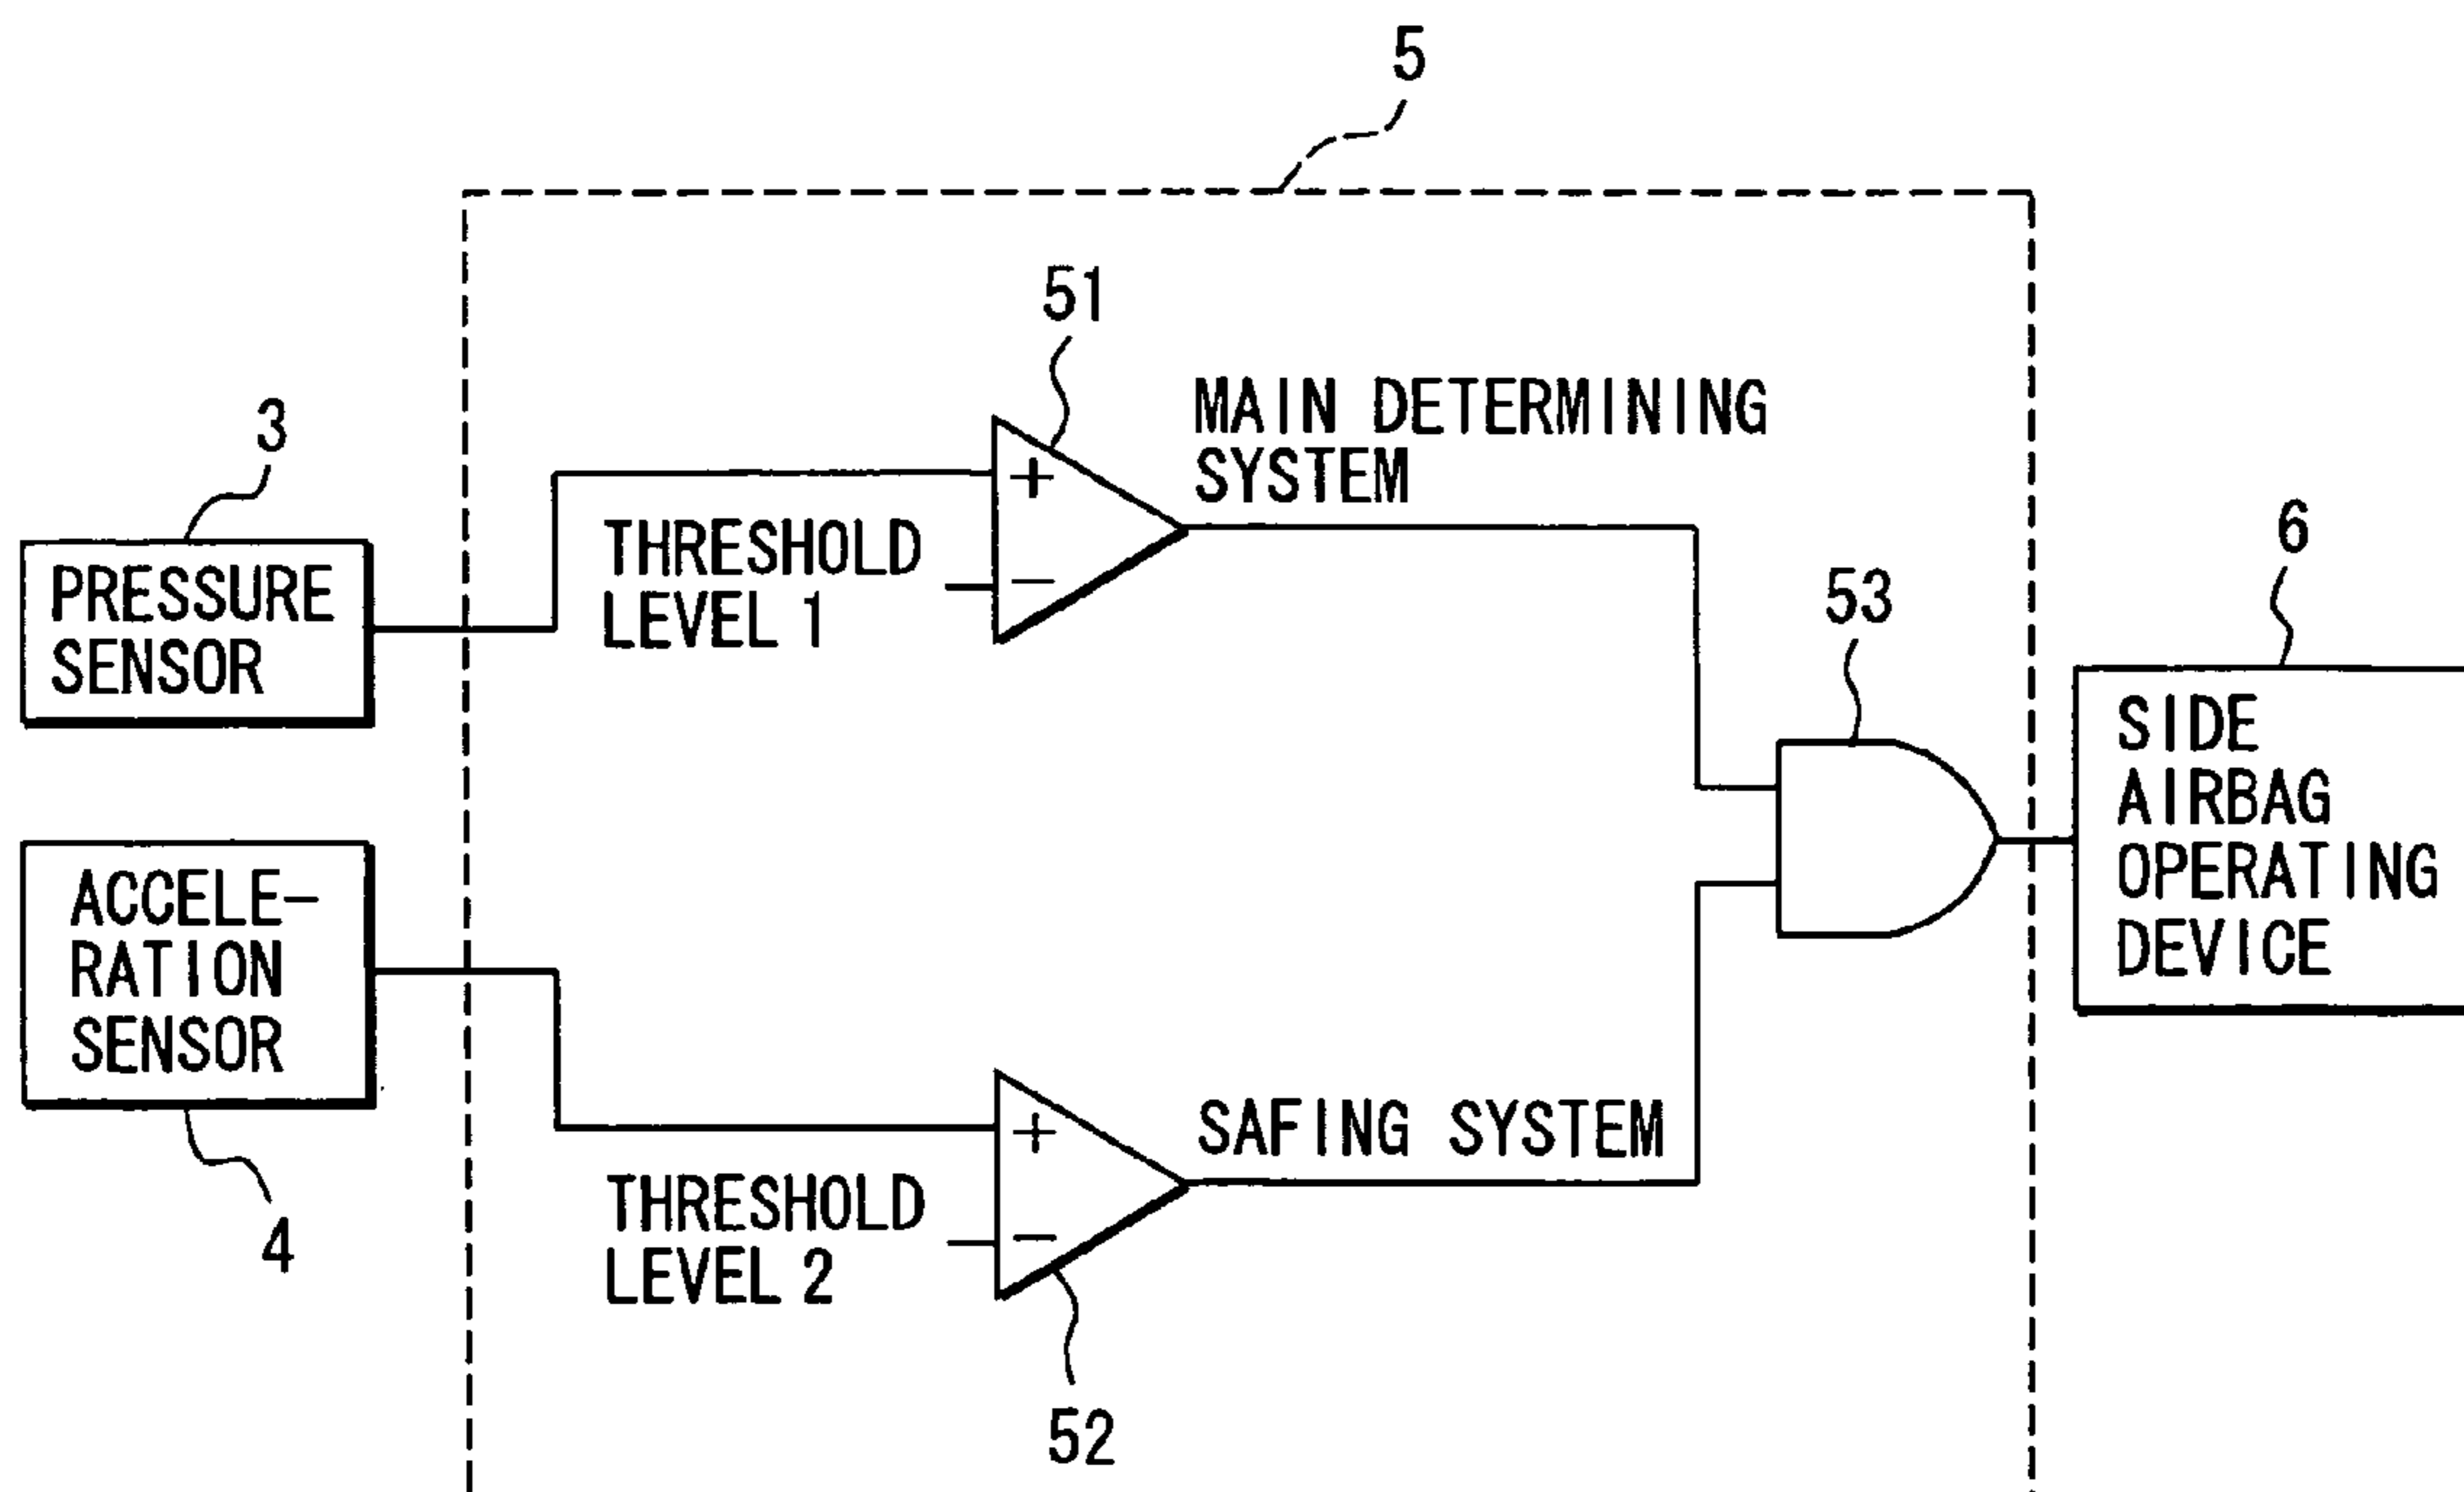 5
51
MAIN DETERMINING
SYSTEM
3
THRESHOLD
LEVEL 1
+
−
PRESSURE
SENSOR
53
6
SIDE
AIRBAG
OPERATING
DEVICE
ACCELE-
RATION
SENSOR
4
SAFING SYSTEM
THRESHOLD
LEVEL 2
+
−
52